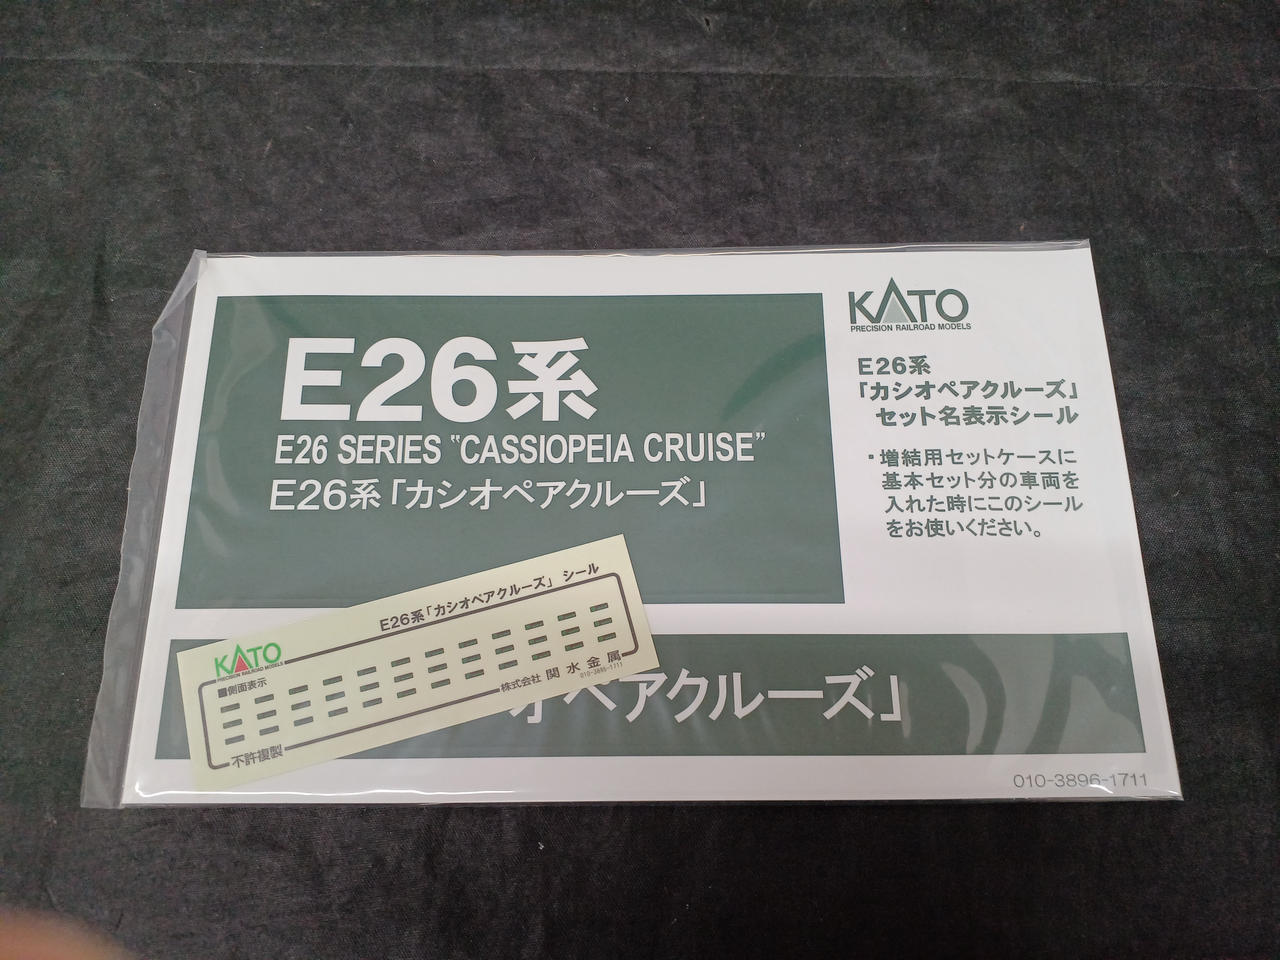 E26系
E26 SERIES “CASSIOPEIA CRUISE”
E26系「カシオペアクルーズ」
KATO
PRECISION RAILROAD MODELS
E26系
「カシオペアクルーズ」
セット名表示シール
・増結用セットケースに
基本セット分の車両を
入れた時にこのシール
をお使いください。
E26系「カシオペアクルーズ」 シール
KATO
PRECISION RAILROAD MODELS
■側面表示
不許複製
株式会社 関水金属
010-3895-1711
オペアクルーズ」
010-3896-1711